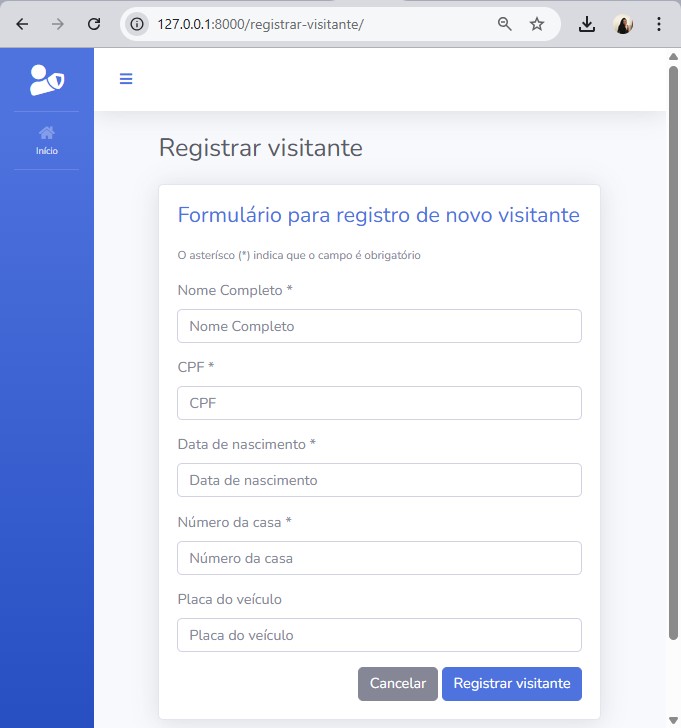 127.0.0.1:8000/registrar-visitante/
Início
Registrar visitante
Formulário para registro de novo visitante
O asterísco (*) indica que o campo é obrigatório
Nome Completo *
Nome Completo
CPF *
CPF
Data de nascimento *
Data de nascimento
Número da casa *
Número da casa
Placa do veículo
Placa do veículo
Cancelar Registrar visitante